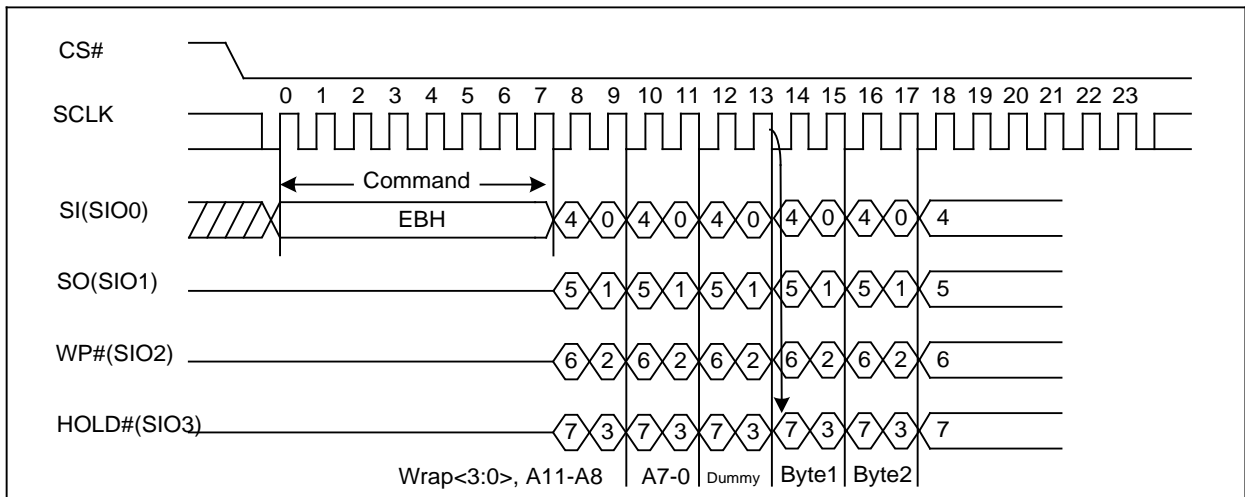 CS#
0 1 2 3 4 5 6 7 8 9 10 11 12 13 14 15 16 17 18 19 20 21 22 23
SCLK
Command
SI(SIO0) EBH 4 0 4 0 4 0 4 0 4 0 4
SO(SIO1) 5 1 5 1 5 1 5 1 5 1 5
WP#(SIO2) 6 2 6 2 6 2 6 2 6 2 6
HOLD#(SIO3) 7 3 7 3 7 3 7 3 7 3 7
Wrap<3:0>, A11-A8 A7-0 Dummy Byte1 Byte2